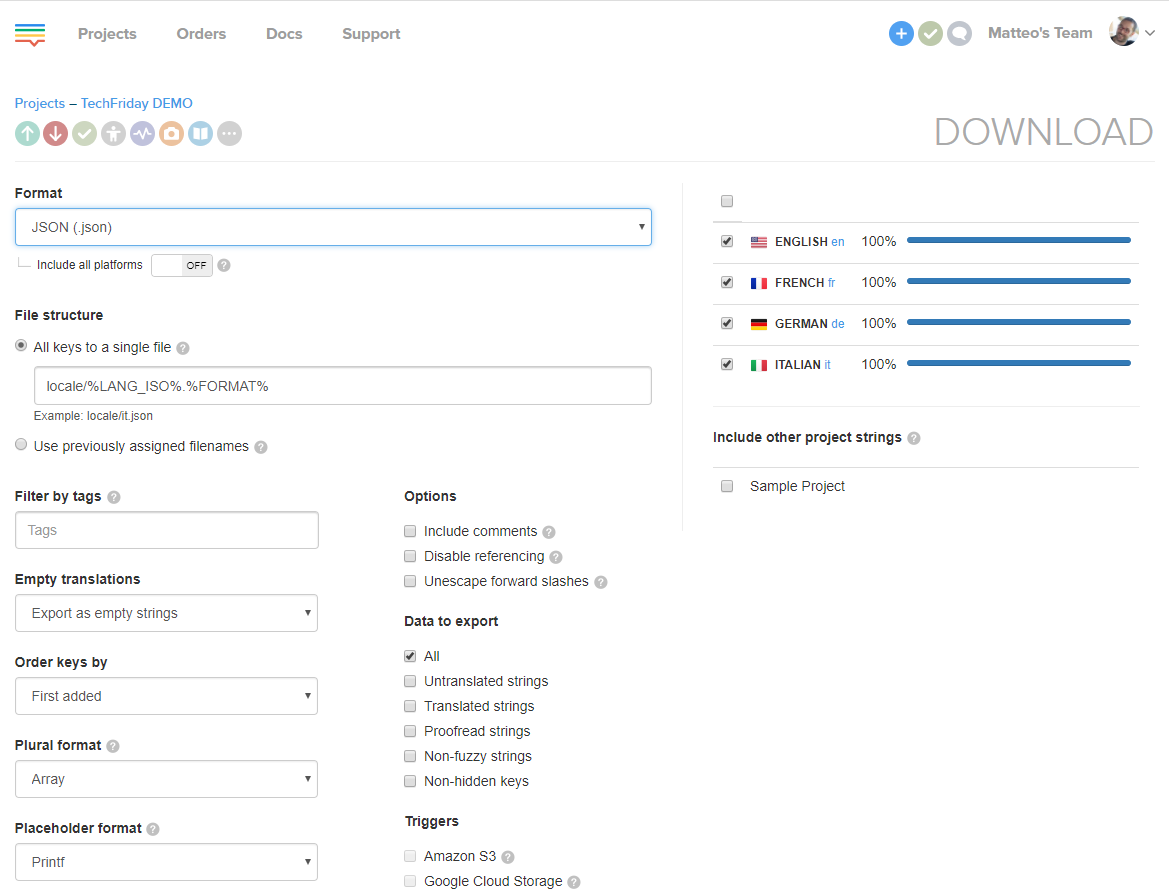 Projects Orders Docs Support Matteo's Team
Projects – TechFriday DEMO
DOWNLOAD
Format
JSON (.json)
Include all platforms OFF ?
File structure
All keys to a single file ?
locale/%LANG_ISO%.%FORMAT%
Example: locale/it.json
Use previously assigned filenames ?
Filter by tags ?
Tags
Empty translations
Export as empty strings
Order keys by
First added
Plural format ?
Array
Placeholder format ?
Printf
Options
Include comments ?
Disable referencing ?
Unescape forward slashes ?
Data to export
All
Untranslated strings
Translated strings
Proofread strings
Non-fuzzy strings
Non-hidden keys
Triggers
Amazon S3 ?
Google Cloud Storage ?
ENGLISH en 100%
FRENCH fr 100%
GERMAN de 100%
ITALIAN it 100%
Include other project strings ?
Sample Project